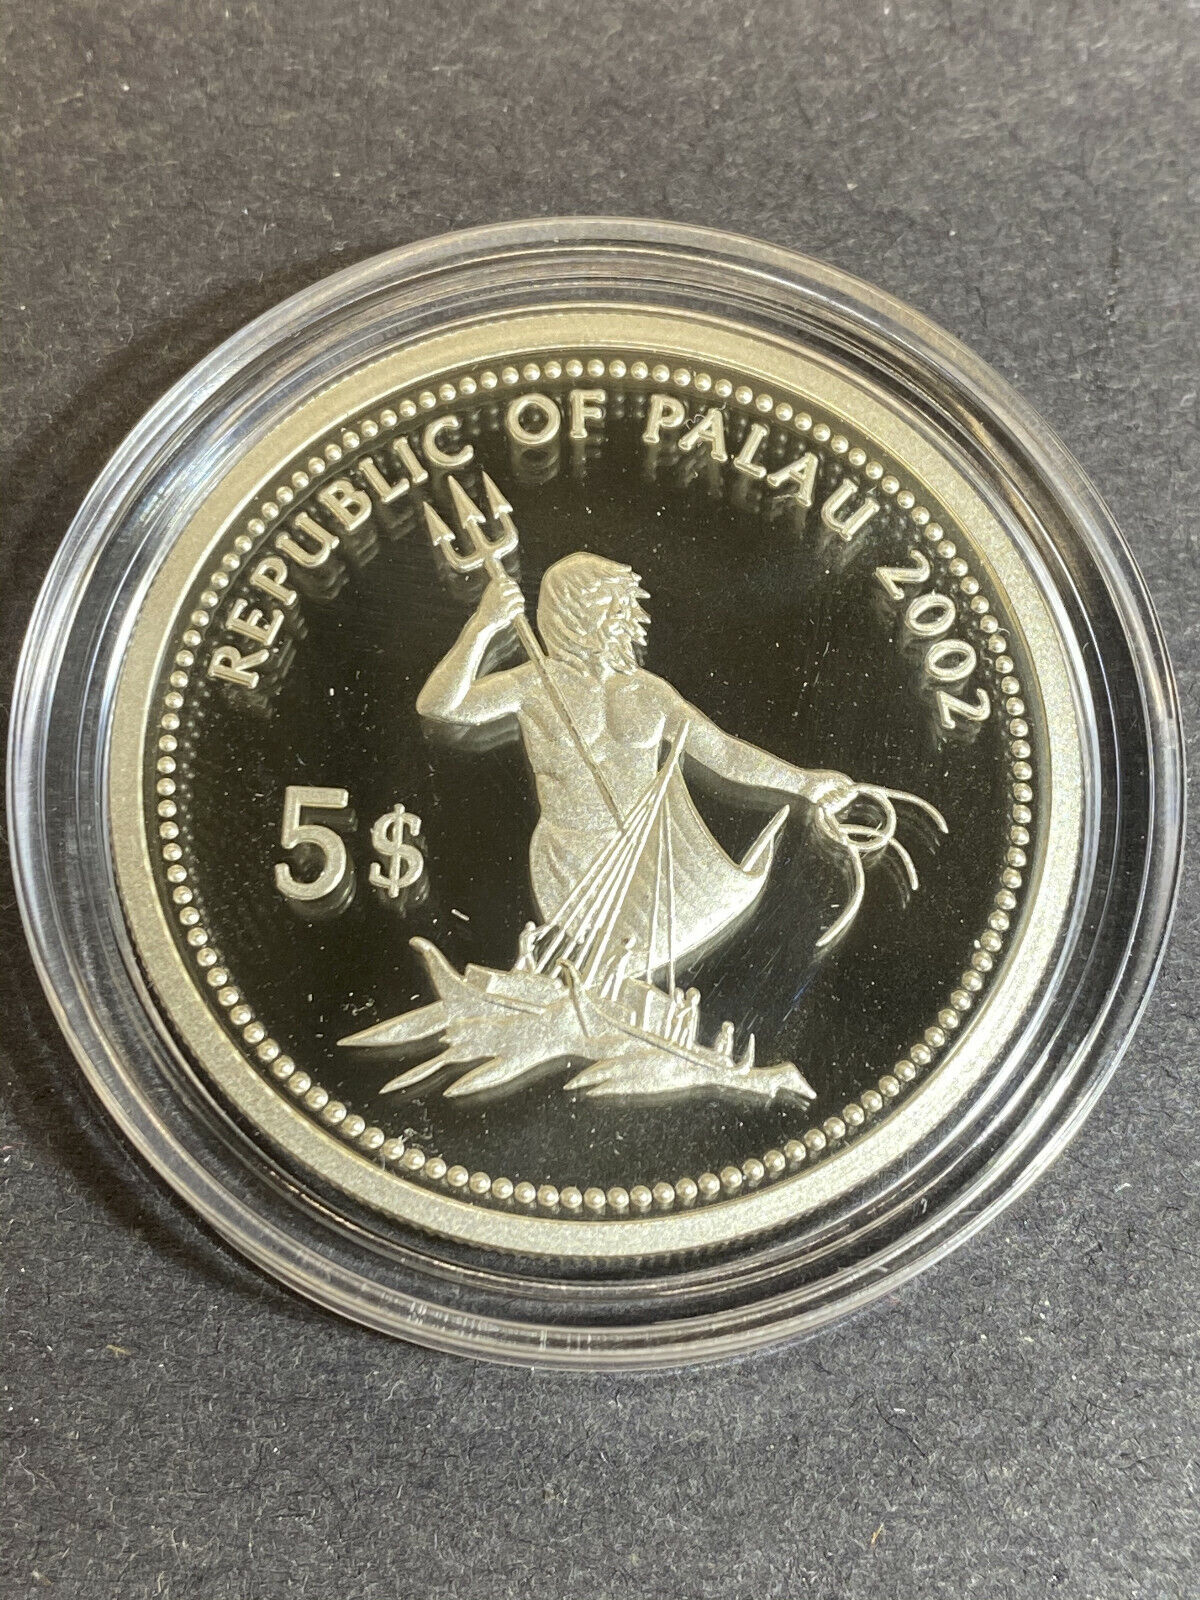 REPUBLIC OF PALAU 2002
5$